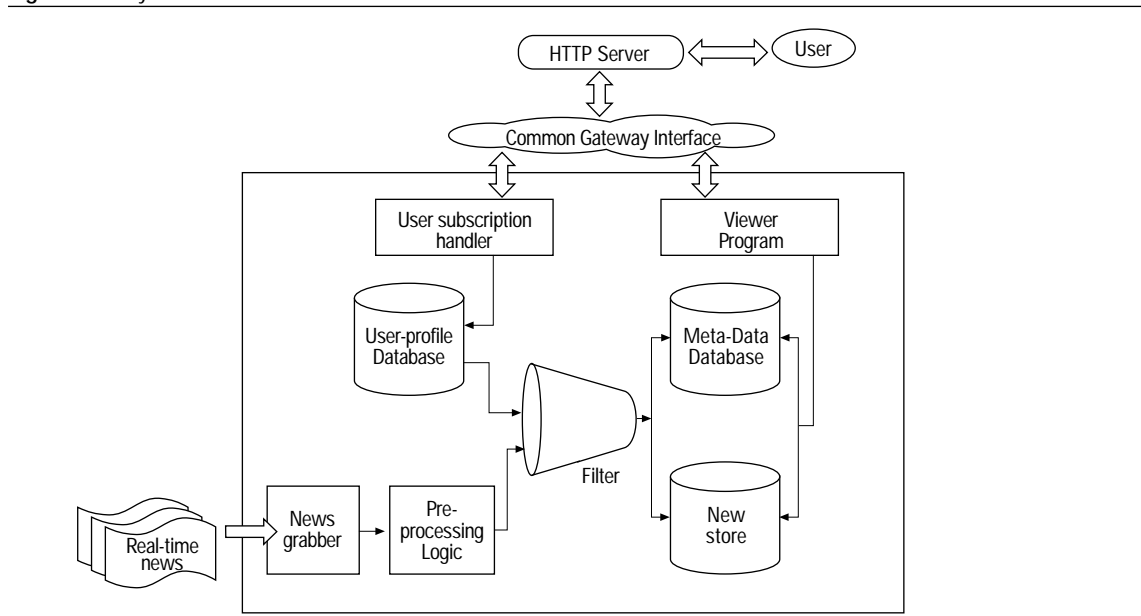 HTTP Server
User
Common Gateway Interface
User subscription
handler
Viewer
Program
User-profile
Database
Meta-Data
Database
Filter
News
grabber
Pre-
processing
Logic
New
store
Real-time
news